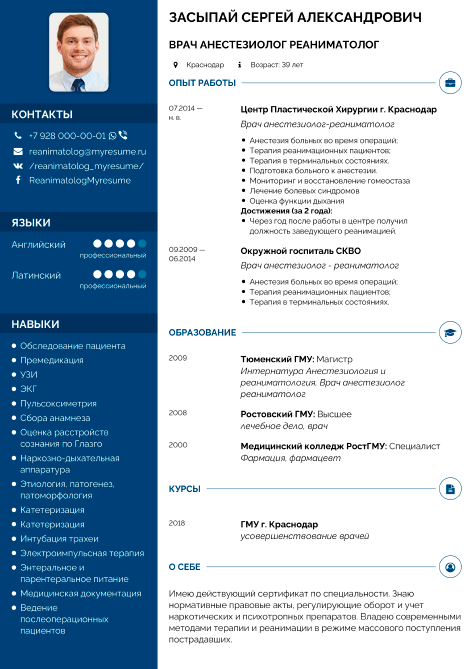 ЗАСЫПАЙ СЕРГЕЙ АЛЕКСАНДРОВИЧ
ВРАЧ АНЕСТЕЗИОЛОГ РЕАНИМАТОЛОГ
Краснодар
Возраст: 39 лет
КОНТАКТЫ
+7 928 000-00-01
reanimatolog@myresume.ru
/reanimatolog_myresume/
ReanimatologMyresume
ЯЗЫКИ
Английский
профессиональный
Латинский
профессиональный
НАВЫКИ
Обследование пациента
Премедикация
УЗИ
ЭКГ
Пульсоксиметрия
Сбора анамнеза
Оценка расстройств
сознания по Глазго
Наркозно-дыхательная
аппаратура
Этиология, патогенез,
патоморфология
Катетеризация
Катетеризация
Интубация трахеи
Электроимпульсная терапия
Энтеральное и
парентеральное питание
Медицинская документация
Ведение
послеоперационных
пациентов
ОПЫТ РАБОТЫ
07.2014 —
н. в.
Центр Пластической Хирургии г. Краснодар
Врач анестезиолог-реаниматолог
Анестезия больных во время операций;
Терапия реанимационных пациентов;
Терапия в терминальных состояниях.
Подготовка больного к анестезии.
Мониторинг и восстановление гомеостаза
Лечение болевых синдромов
Оценка функции дыхания
Достижения (за 2 года):
Через год после работы в центре получил
должность заведующего реанимацией.
09.2009 —
06.2014
Окружной госпиталь СКВО
Врач анестезиолог - реаниматолог
Анестезия больных во время операций;
Терапия реанимационных пациентов;
Терапия в терминальных состояниях.
ОБРАЗОВАНИЕ
2009
Тюменский ГМУ: Магистр
Интернатура Анестезиология и
реаниматология, Врач анестезиолог
реаниматолог
2008
Ростовский ГМУ: Высшее
лечебное дело, врач
2000
Медицинский колледж РостГМУ: Специалист
Фармация, фармацевт
КУРСЫ
2018
ГМУ г. Краснодар
усовершенствование врачей
О СЕБЕ
Имею действующий сертификат по специальности. Знаю
нормативные правовые акты, регулирующие оборот и учет
наркотических и психотропных препаратов. Владею современными
методами терапии и реанимации в режиме массового поступления
пострадавших.